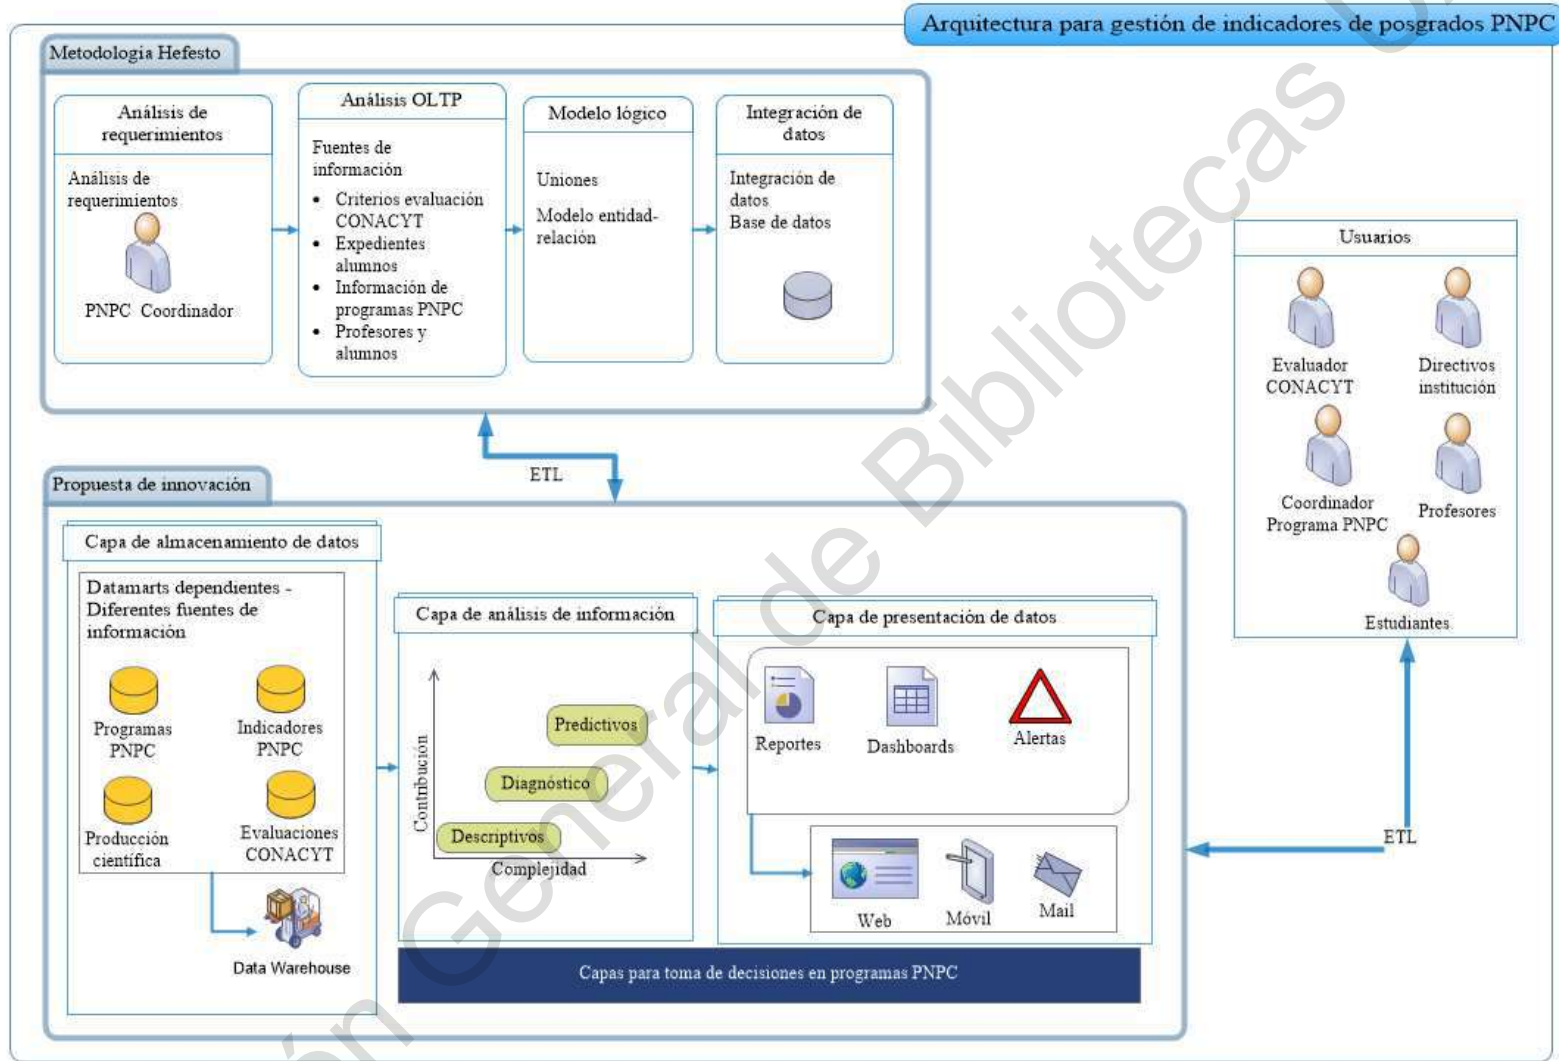 Arquitectura para gestión de indicadores de posgrados PNPC
Metodología Hefesto
Análisis de
requerimientos
Análisis de
requerimientos
PNPC Coordinador
Análisis OLTP
Fuentes de
información
• Criterios evaluación
CONACYT
• Expedientes
alumnos
• Información de
programas PNPC
• Profesores y
alumnos
Modelo lógico
Uniones
Modelo entidad-
relación
Integración de
datos
Integración de
datos
Base de datos
Usuarios
Evaluador
CONACYT
Directivos
institución
Coordinador
Programa PNPC
Profesores
Estudiantes
ETL
ETL
Propuesta de innovación
Capa de almacenamiento de datos
Datamarts dependientes -
Diferentes fuentes de
información
Programas
PNPC
Indicadores
PNPC
Producción
científica
Evaluaciones
CONACYT
Data Warehouse
Capa de análisis de información
Contribución
Predictivos
Diagnóstico
Descriptivos
Complejidad
Capa de presentación de datos
Reportes
Dashboards
Alertas
Web
Móvil
Mail
Capas para toma de decisiones en programas PNPC
General de Bibliotecas